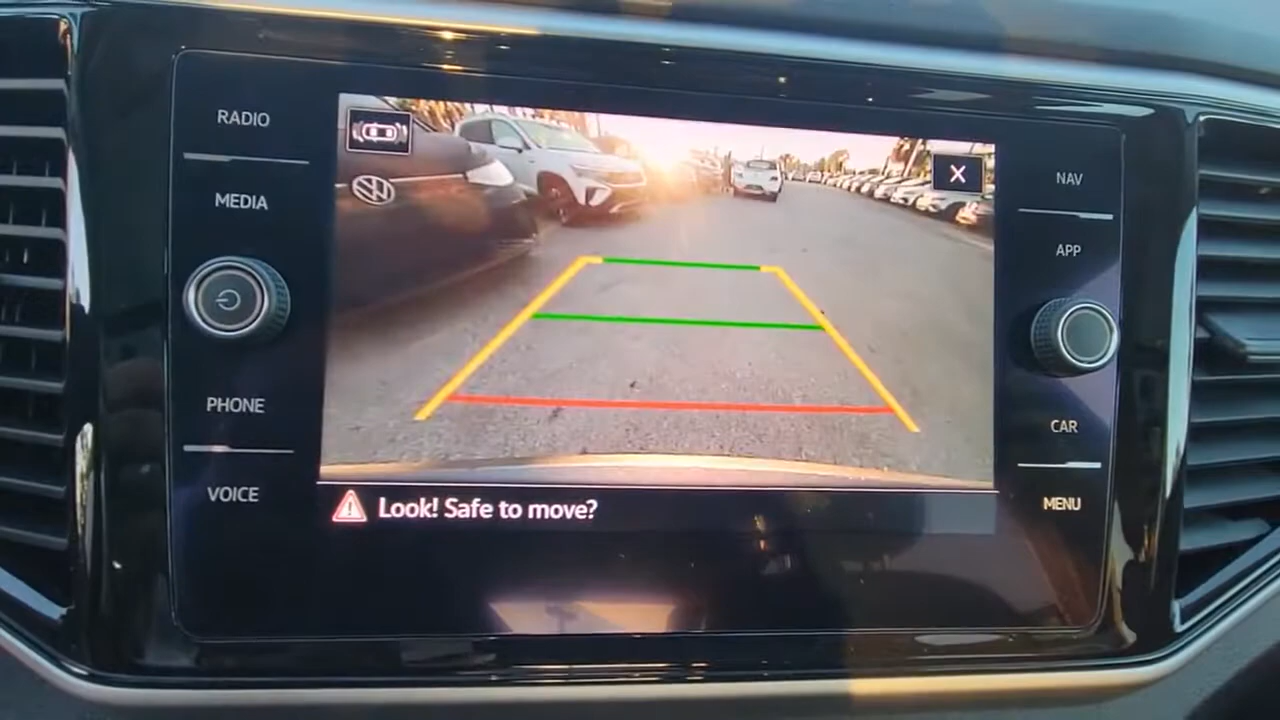 RADIO
MEDIA
PHONE
VOICE
X
Look! Safe to move?
NAV
APP
CAR
MENU